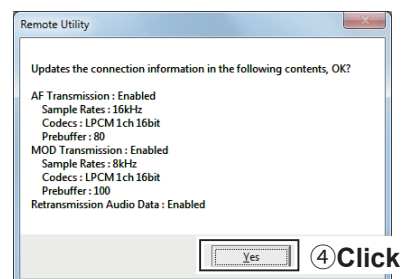 Remote Utility
Updates the connection information in the following contents, OK?
AF Transmission : Enabled
Sample Rates : 16kHz
Codecs : LPCM 1ch 16bit
Prebuffer : 80
MOD Transmission : Enabled
Sample Rates : 8kHz
Codecs : LPCM 1ch 16bit
Prebuffer : 100
Retransmission Audio Data : Enabled
Yes ④Click